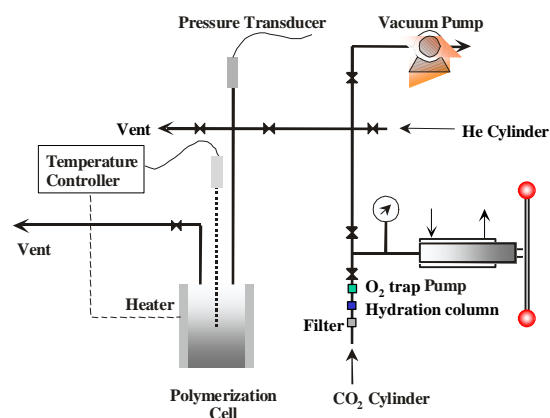 Pressure Transducer
Vacuum Pump
Vent
He Cylinder
Temperature
Controller
Vent
Heater
O₂ trap
Pump
Hydration column
Filter
CO₂ Cylinder
Polymerization
Cell